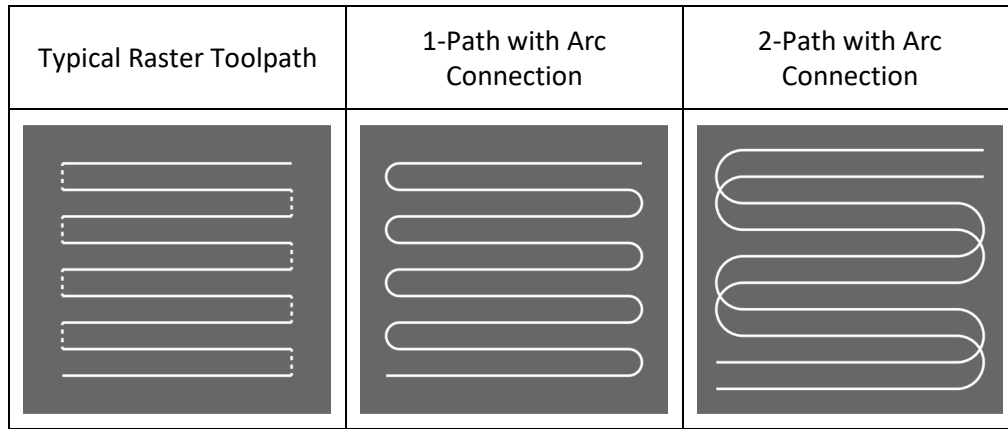 Typical Raster Toolpath
1-Path with Arc
Connection
2-Path with Arc
Connection